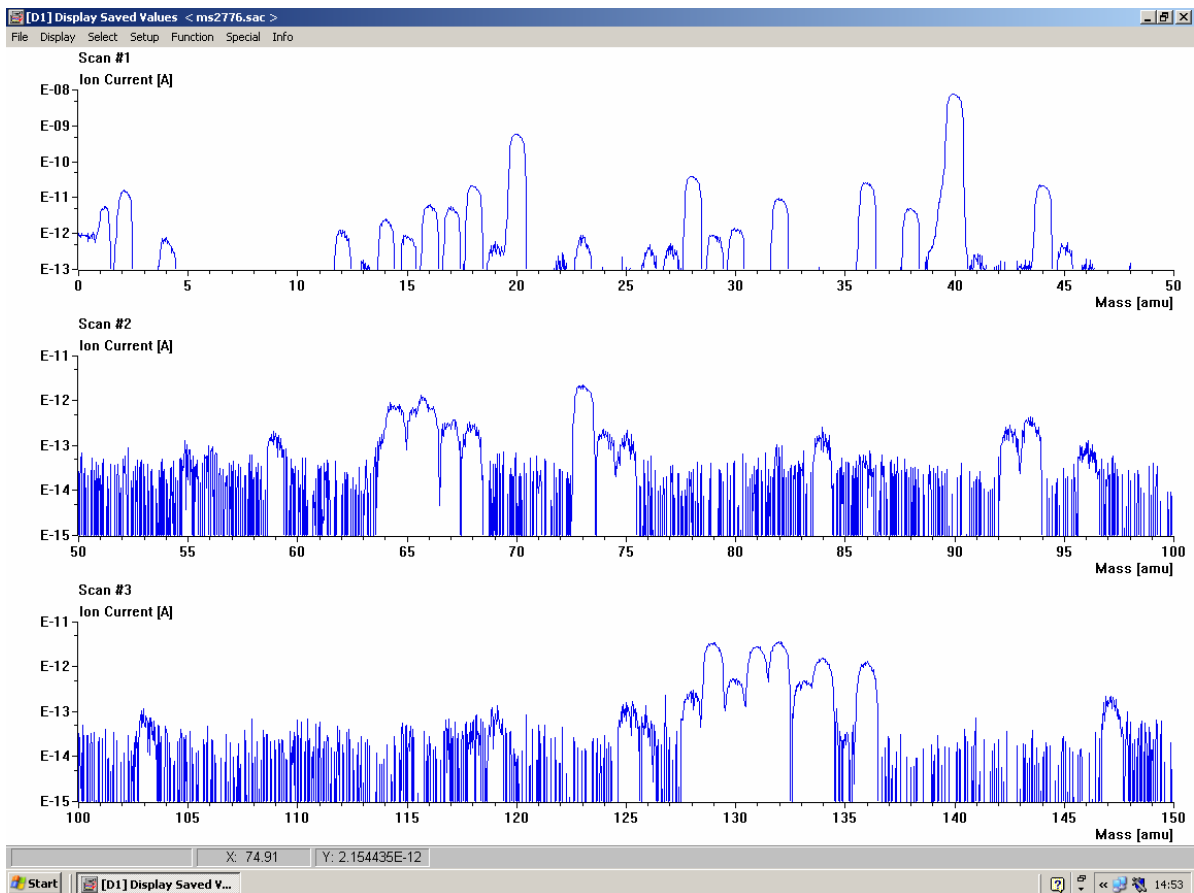 [D1] Display Saved Values < ms2776.sac >
File Display Select Setup Function Special Info
Scan #1
Ion Current [A]
E-08
E-09
E-10
E-11
E-12
E-13
0 5 10 15 20 25 30 35 40 45 50
Mass [amu]
Scan #2
Ion Current [A]
E-11
E-12
E-13
E-14
E-15
50 55 60 65 70 75 80 85 90 95 100
Mass [amu]
Scan #3
Ion Current [A]
E-11
E-12
E-13
E-14
E-15
100 105 110 115 120 125 130 135 140 145 150
Mass [amu]
X: 74.91 Y: 2.154435E-12
Start [D1] Display Saved V... « 14:53